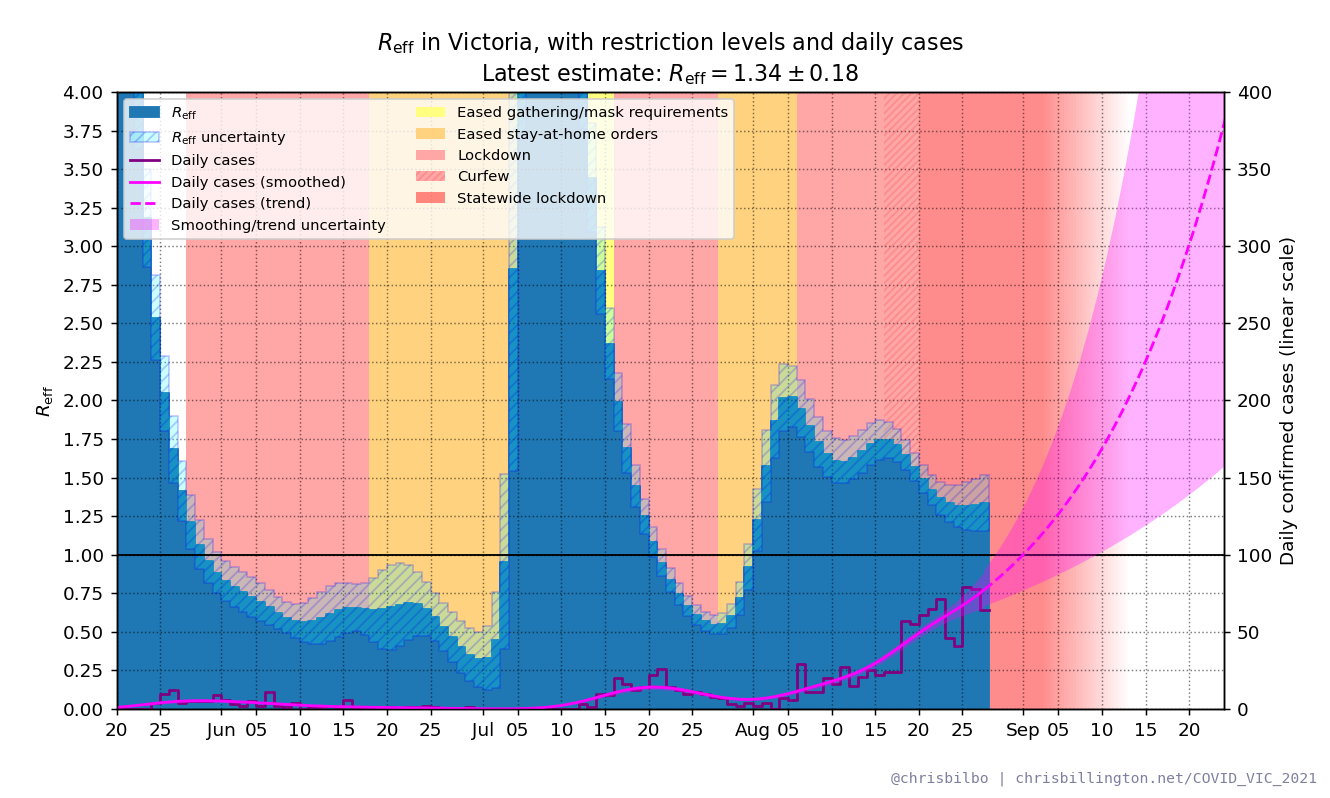 Reff in Victoria, with restriction levels and daily cases
Latest estimate: Reff = 1.34 ± 0.18
Reff
Reff uncertainty
Daily cases
Daily cases (smoothed)
Daily cases (trend)
Smoothing/trend uncertainty
Eased gathering/mask requirements
Eased stay-at-home orders
Lockdown
Curfew
Statewide lockdown
4.00
3.75
3.50
3.25
3.00
2.75
2.50
2.25
2.00
1.75
1.50
1.25
1.00
0.75
0.50
0.25
0.00
Reff
400
350
300
250
200
150
100
50
0
Daily confirmed cases (linear scale)
20 25 Jun 05 10 15 20 25 Jul 05 10 15 20 25 Aug 05 10 15 20 25 Sep 05 10 15 20
@chrisbilbo | chrisbillington.net/COVID_VIC_2021